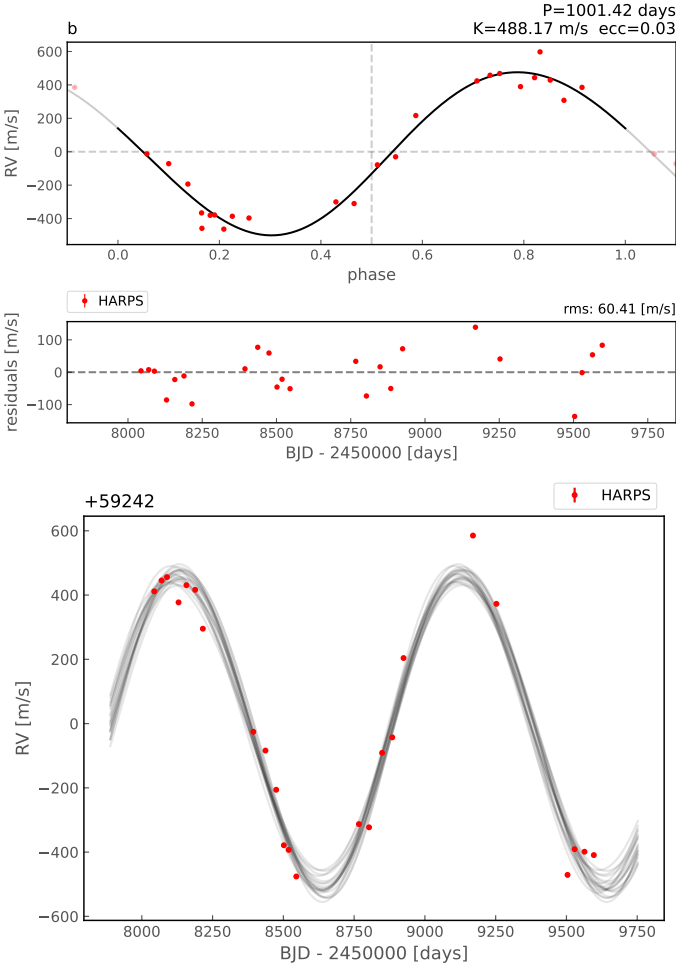 P=1001.42 days
b K=488.17 m/s ecc=0.03
600
400
200
0
−200
−400
RV [m/s]
0.0 0.2 0.4 0.6 0.8 1.0
phase
HARPS
rms: 60.41 [m/s]
100
0
−100
residuals [m/s]
8000 8250 8500 8750 9000 9250 9500 9750
BJD - 2450000 [days]
+59242
HARPS
600
400
200
0
−200
−400
−600
RV [m/s]
8000 8250 8500 8750 9000 9250 9500 9750
BJD - 2450000 [days]